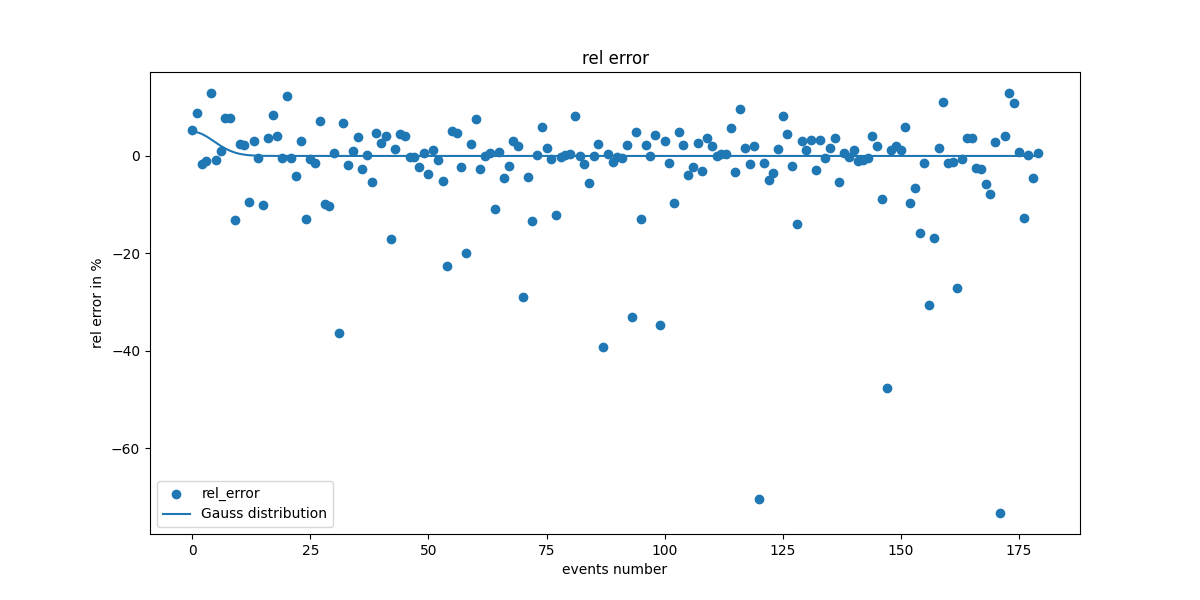 rel error
rel error in %
0
−20
−40
−60
0 25 50 75 100 125 150 175
events number
rel_error
Gauss distribution